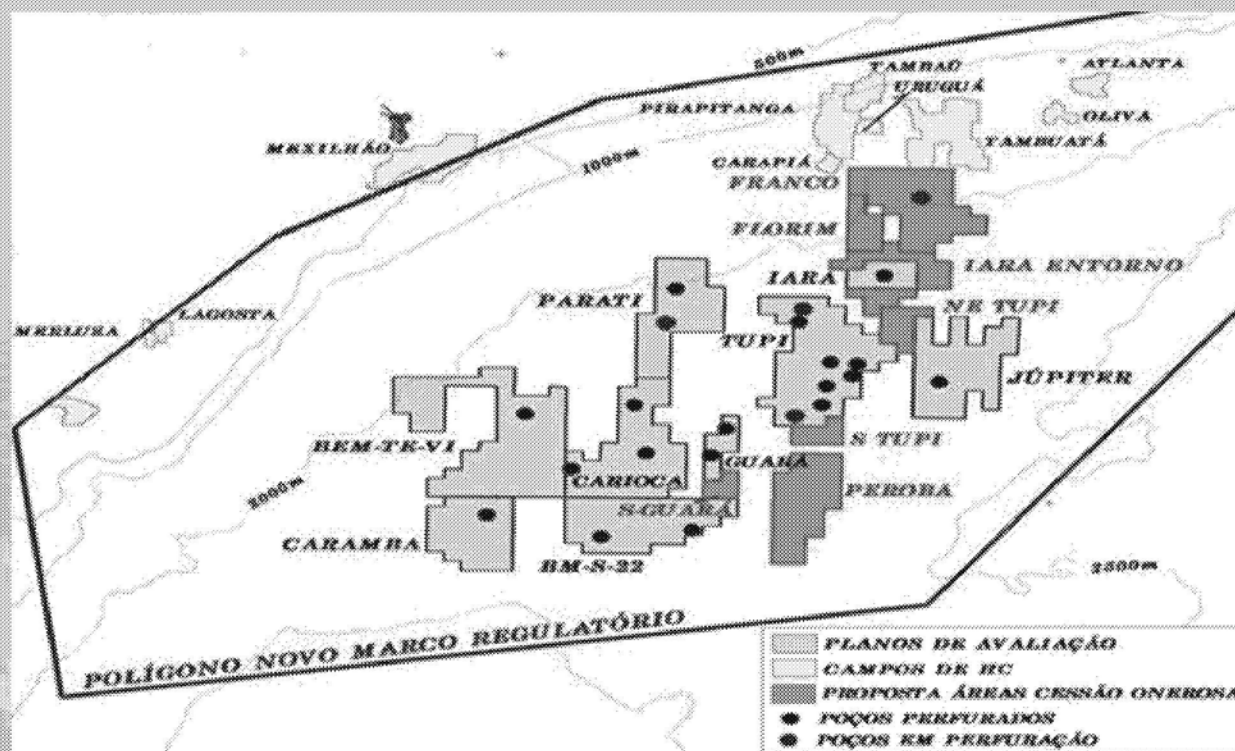 500m
TAMBAÚ
ATLANTA
URUGUÁ
PIRAPITANGA
OLIVA
MEXILHÃO
TAMBUATÁ
1000m
CARAPIÁ
FRANCO
FLORIM
IARA ENTORNO
IARA
PARATI
NE TUPI
LAGOSTA
MERLUZA
TUPI
JÚPITER
BEM-TE-VI
S TUPI
GUARÁ
CARIOCA
2000m
PEROBA
S-GUARÁ
CARAMBA
BM-S-22
2500m
POLÍGONO NOVO MARCO REGULATÓRIO
PLANOS DE AVALIAÇÃO
CAMPOS DE HC
PROPOSTA ÁREAS CESSÃO ONEROSA
POÇOS PERFURADOS
POÇOS EM PERFURAÇÃO